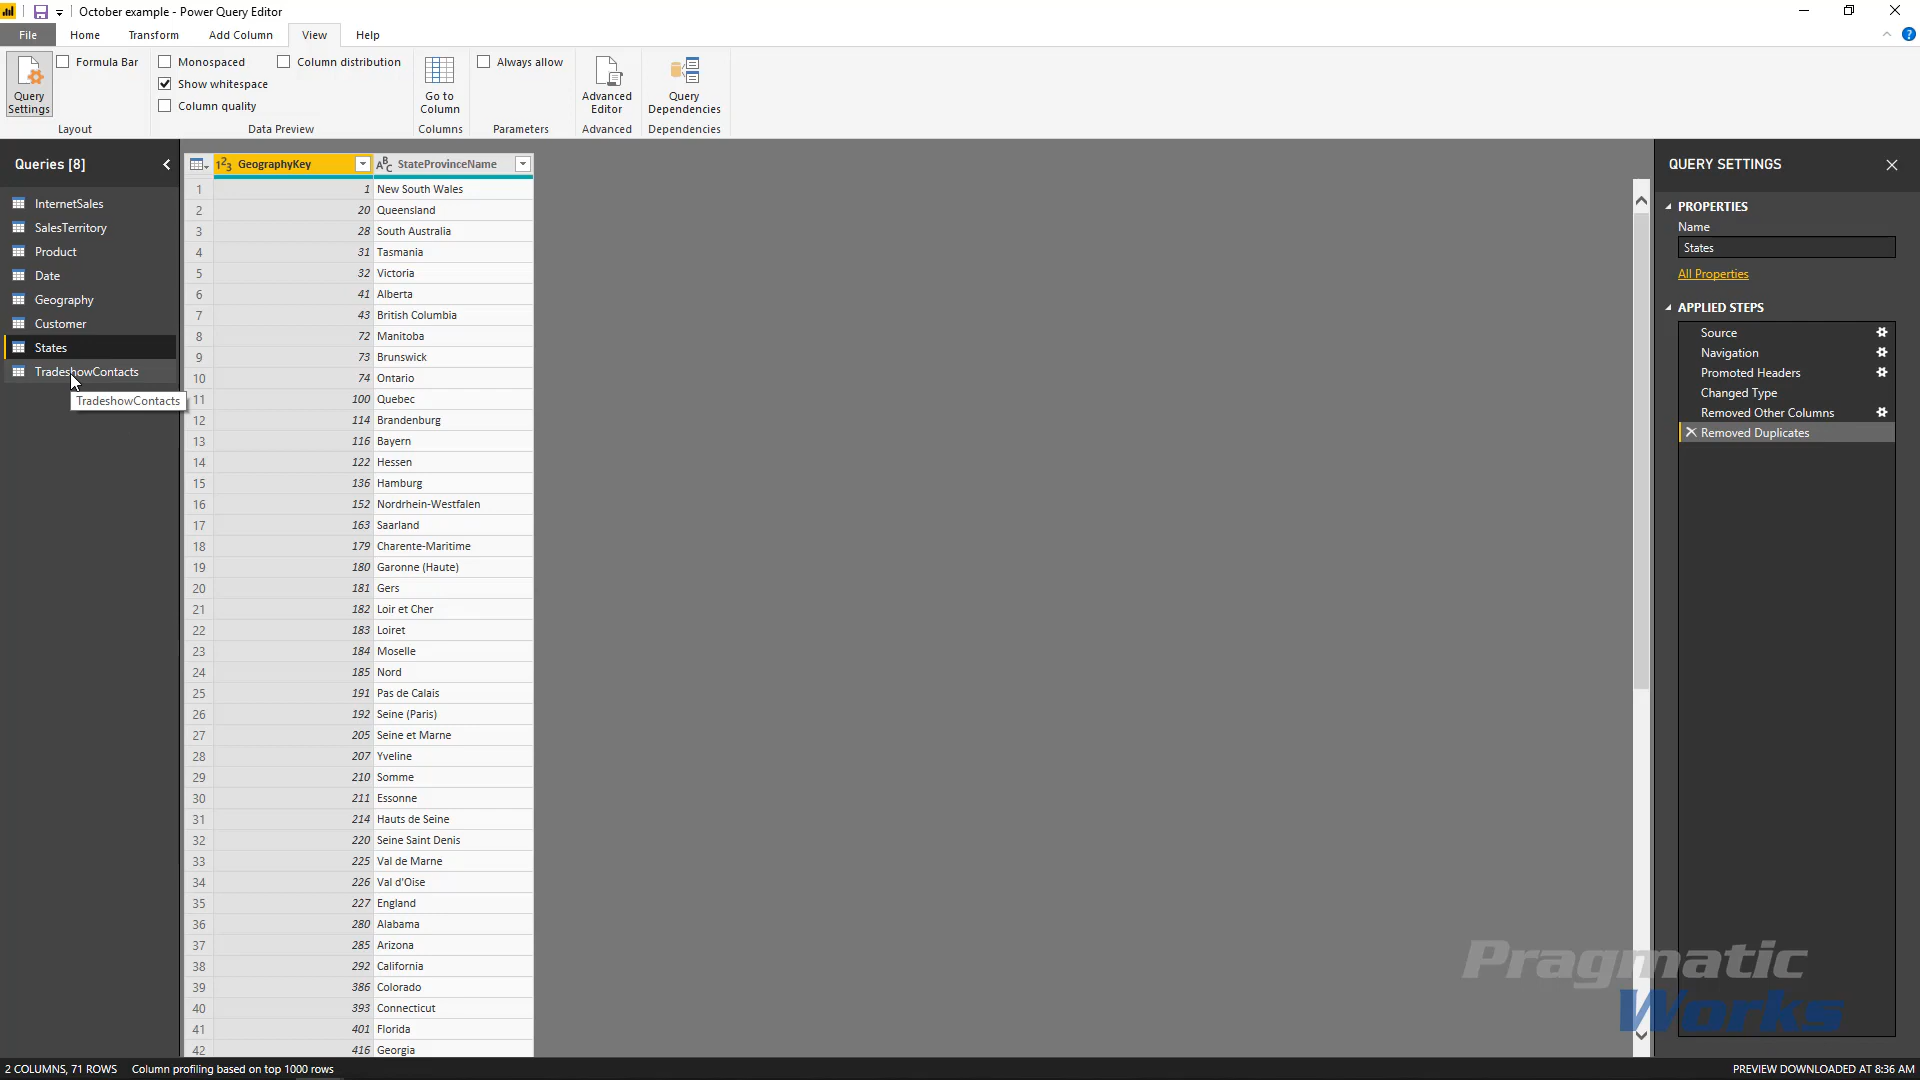 October example - Power Query Editor
File Home Transform Add Column View Help
Query Settings
Formula Bar
Layout
Monospaced
Column distribution
Show whitespace
Column quality
Data Preview
Go to Column
Columns
Always allow
Parameters
Advanced Editor
Advanced
Query Dependencies
Dependencies
Queries [8]
InternetSales
SalesTerritory
Product
Date
Geography
Customer
States
TradeshowContacts
TradeshowContacts
123 GeographyKey ABC StateProvinceName
1 1 New South Wales
2 20 Queensland
3 28 South Australia
4 31 Tasmania
5 32 Victoria
6 41 Alberta
7 43 British Columbia
8 72 Manitoba
9 73 Brunswick
10 74 Ontario
11 100 Quebec
12 114 Brandenburg
13 116 Bayern
14 122 Hessen
15 136 Hamburg
16 152 Nordrhein-Westfalen
17 163 Saarland
18 179 Charente-Maritime
19 180 Garonne (Haute)
20 181 Gers
21 182 Loir et Cher
22 183 Loiret
23 184 Moselle
24 185 Nord
25 191 Pas de Calais
26 192 Seine (Paris)
27 205 Seine et Marne
28 207 Yveline
29 210 Somme
30 211 Essonne
31 214 Hauts de Seine
32 220 Seine Saint Denis
33 225 Val de Marne
34 226 Val d'Oise
35 227 England
36 280 Alabama
37 285 Arizona
38 292 California
39 386 Colorado
40 393 Connecticut
41 401 Florida
42 416 Georgia
QUERY SETTINGS
PROPERTIES
Name
States
All Properties
APPLIED STEPS
Source
Navigation
Promoted Headers
Changed Type
Removed Other Columns
Removed Duplicates
Pragmatic
Works
2 COLUMNS, 71 ROWS Column profiling based on top 1000 rows
PREVIEW DOWNLOADED AT 8:36 AM